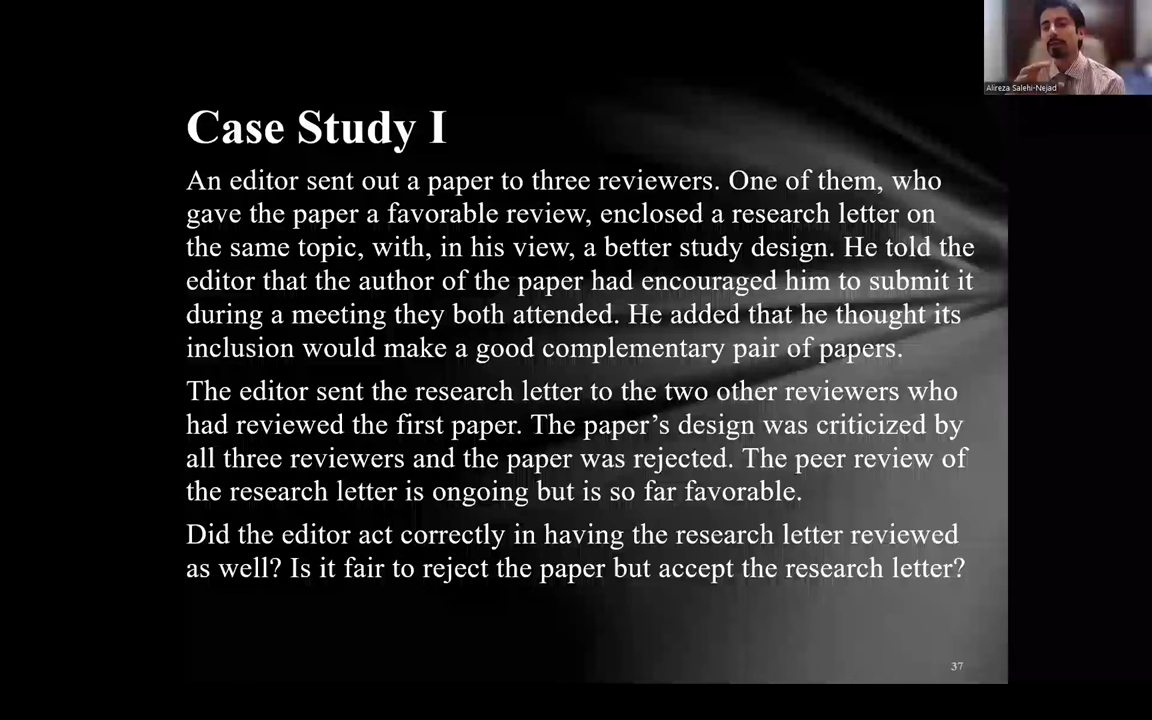 Alireza Salehi-Nejad
Case Study I
An editor sent out a paper to three reviewers. One of them, who
gave the paper a favorable review, enclosed a research letter on
the same topic, with, in his view, a better study design. He told the
editor that the author of the paper had encouraged him to submit it
during a meeting they both attended. He added that he thought its
inclusion would make a good complementary pair of papers.
The editor sent the research letter to the two other reviewers who
had reviewed the first paper. The paper’s design was criticized by
all three reviewers and the paper was rejected. The peer review of
the research letter is ongoing but is so far favorable.
Did the editor act correctly in having the research letter reviewed
as well? Is it fair to reject the paper but accept the research letter?
37